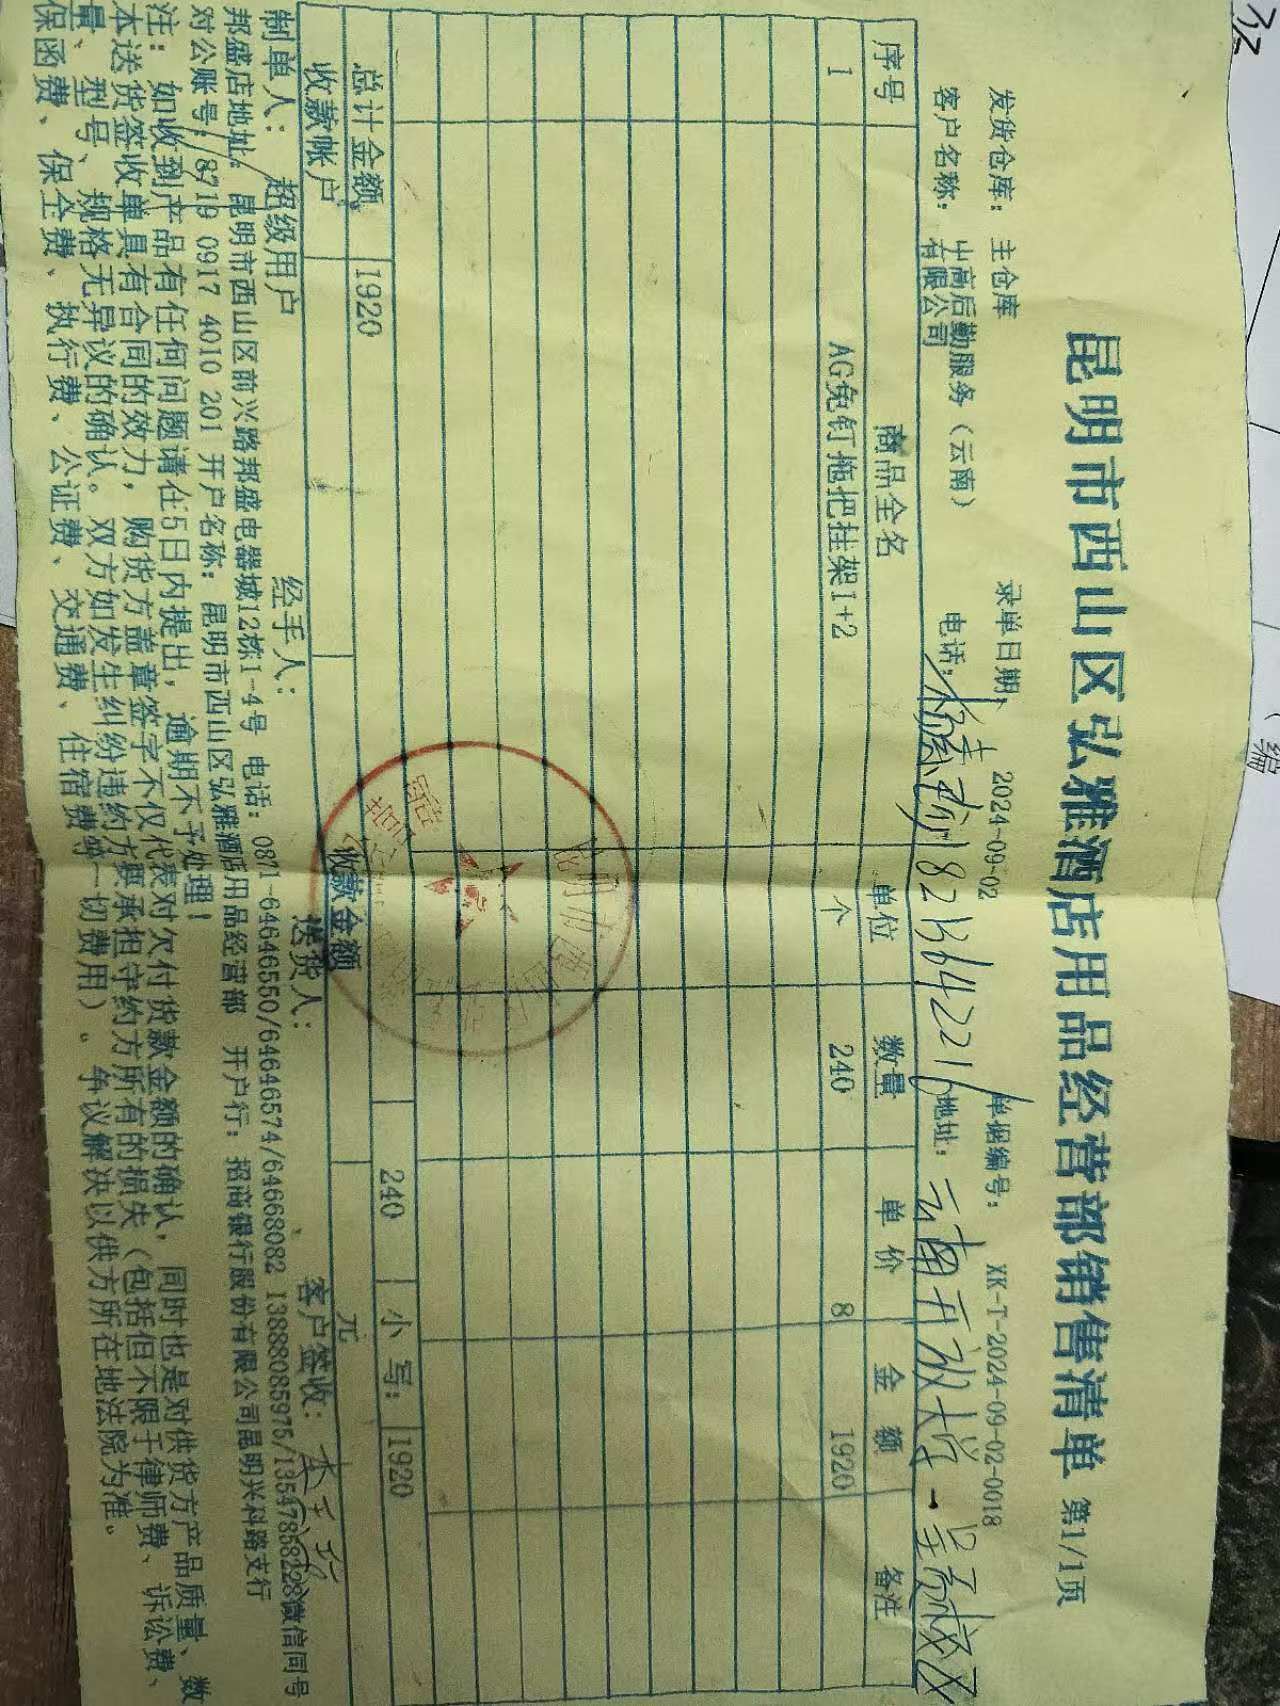 昆明市西山区弘雅酒店用品经营部销售清单 第1/1页
发货仓库: 主仓库 录单日期: 2024-09-02 单据编号: XK-T-2024-09-02-0018
客户名称: 中高后勤服务(云南)有限公司 电话: 地址: 云南开放大学-呈贡校区
序号 商品全名 单位 数量 单价 金额 备注
1 AG免钉拖把挂架1+2 个 240 8 1920
总计金额 1920 240 小写: 1920
收款帐户 收款金额 元
制单人: 超级用户 经手人: 送货人: 客户签收:
邦盛店地址: 昆明市西山区前兴路邦盛电器城12栋1-4号 电话: 0871-64646550/64646574/64668082 13888085975/13547858228微信同号
对公账号: 8719 0917 4010 201 开户名称: 昆明市西山区弘雅酒店用品经营部 开户行: 招商银行股份有限公司昆明兴科路支行
注: 如收到产品有任何问题请在5日内提出, 逾期不予处理!
本送货签收单具有合同的效力, 购货方盖章签字不仅代表对欠付货款金额的确认, 同时也是对供货方产品质量、数
量、型号、规格无异议的确认。双方如发生纠纷违约方要承担守约方所有的损失(包括但不限于律师费、诉讼费、
保函费、保全费、执行费、公证费、交通费、住宿费等一切费用)。争议解决以供方所在地法院为准。